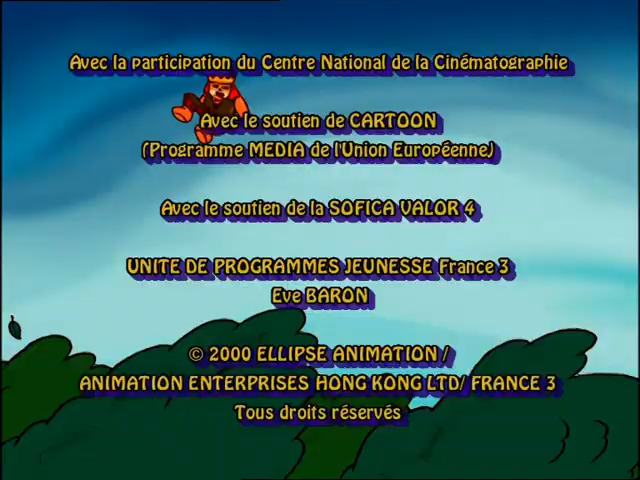 Avec la participation du Centre National de la Cinématographie
Avec le soutien de CARTOON
(Programme MEDIA de l'Union Européenne)
Avec le soutien de la SOFICA VALOR 4
UNITE DE PROGRAMMES JEUNESSE France 3
Eve BARON
© 2000 ELLIPSE ANIMATION /
ANIMATION ENTERPRISES HONG KONG LTD/ FRANCE 3
Tous droits réservés